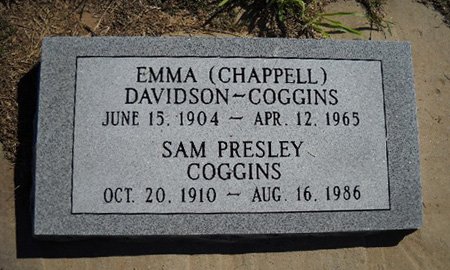 EMMA (CHAPPELL)
DAVIDSON~COGGINS
JUNE 15, 1904 ~ APR. 12, 1965
SAM PRESLEY
COGGINS
OCT. 20, 1910 ~ AUG. 16, 1986